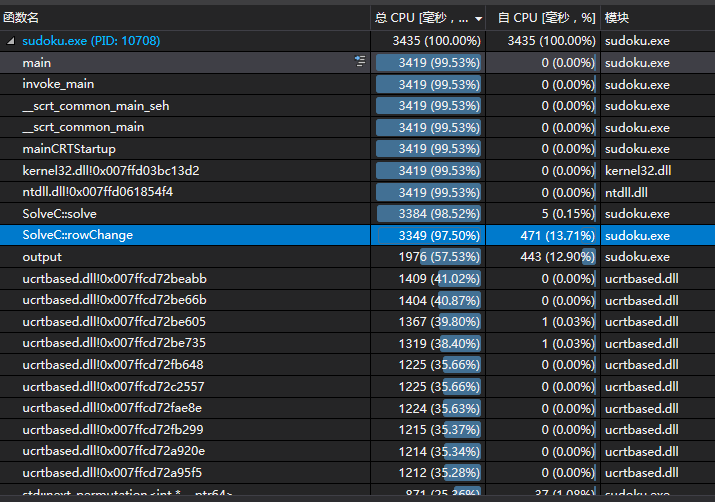 函数名 总 CPU [毫秒, ... 自 CPU [毫秒, %] 模块
sudoku.exe (PID: 10708) 3435 (100.00%) 3435 (100.00%) sudoku.exe
main 3419 (99.53%) 0 (0.00%) sudoku.exe
invoke_main 3419 (99.53%) 0 (0.00%) sudoku.exe
__scrt_common_main_seh 3419 (99.53%) 0 (0.00%) sudoku.exe
__scrt_common_main 3419 (99.53%) 0 (0.00%) sudoku.exe
mainCRTStartup 3419 (99.53%) 0 (0.00%) sudoku.exe
kernel32.dll!0x007ffd03bc13d2 3419 (99.53%) 0 (0.00%) kernel32.dll
ntdll.dll!0x007ffd061854f4 3419 (99.53%) 0 (0.00%) ntdll.dll
SolveC::solve 3384 (98.52%) 5 (0.15%) sudoku.exe
SolveC::rowChange 3349 (97.50%) 471 (13.71%) sudoku.exe
output 1976 (57.53%) 443 (12.90%) sudoku.exe
ucrtbased.dll!0x007ffcd72beabb 1409 (41.02%) 0 (0.00%) ucrtbased.dll
ucrtbased.dll!0x007ffcd72be66b 1404 (40.87%) 0 (0.00%) ucrtbased.dll
ucrtbased.dll!0x007ffcd72be605 1367 (39.80%) 1 (0.03%) ucrtbased.dll
ucrtbased.dll!0x007ffcd72be735 1319 (38.40%) 1 (0.03%) ucrtbased.dll
ucrtbased.dll!0x007ffcd72fb648 1225 (35.66%) 0 (0.00%) ucrtbased.dll
ucrtbased.dll!0x007ffcd72c2557 1225 (35.66%) 0 (0.00%) ucrtbased.dll
ucrtbased.dll!0x007ffcd72fae8e 1224 (35.63%) 0 (0.00%) ucrtbased.dll
ucrtbased.dll!0x007ffcd72fb299 1215 (35.37%) 0 (0.00%) ucrtbased.dll
ucrtbased.dll!0x007ffcd72a920e 1214 (35.34%) 0 (0.00%) ucrtbased.dll
ucrtbased.dll!0x007ffcd72a95f5 1212 (35.28%) 0 (0.00%) ucrtbased.dll
std::next_permutation<int *__ptr64> 871 (25.36%) 37 (1.08%) sudoku.exe